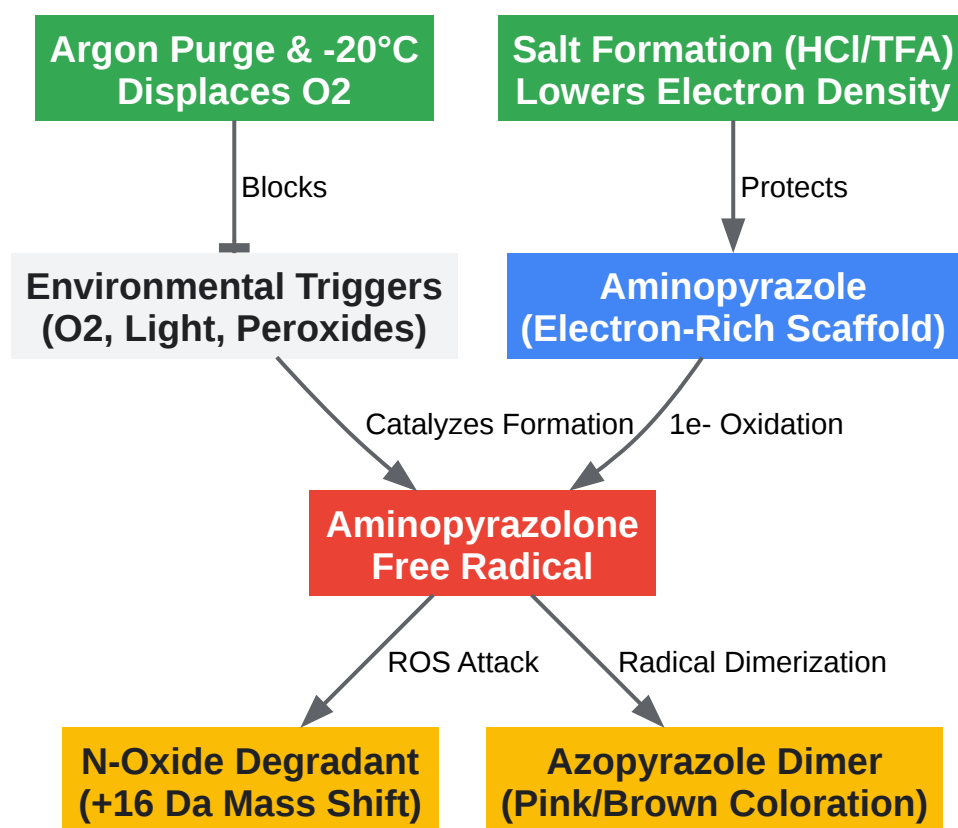 Argon Purge & -20°C
Displaces O2
Salt Formation (HCl/TFA)
Lowers Electron Density
Blocks
Protects
Environmental Triggers
(O2, Light, Peroxides)
Aminopyrazole
(Electron-Rich Scaffold)
Catalyzes Formation
1e- Oxidation
Aminopyrazolone
Free Radical
ROS Attack
Radical Dimerization
N-Oxide Degradant
(+16 Da Mass Shift)
Azopyrazole Dimer
(Pink/Brown Coloration)